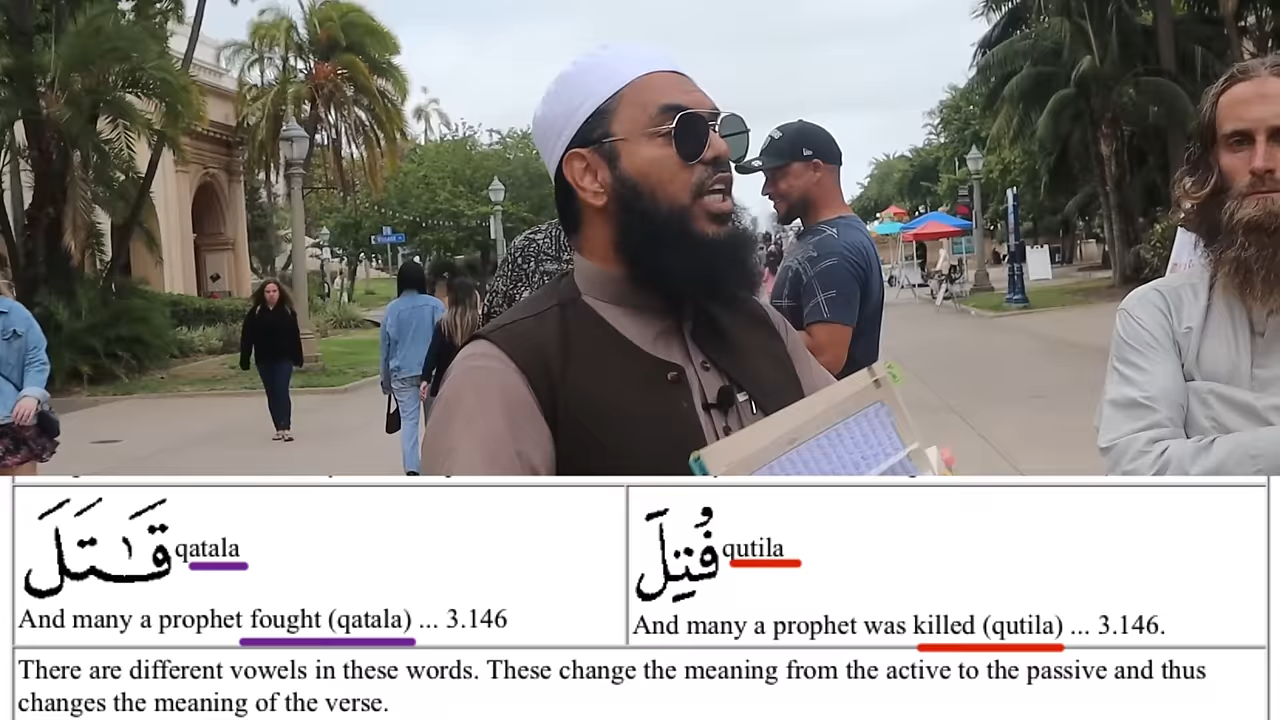 VILLAGE
قَـٰتَلَ qatala
And many a prophet fought (qatala) ... 3.146
فُتِلَ qutila
And many a prophet was killed (qutila) ... 3.146.
There are different vowels in these words. These change the meaning from the active to the passive and thus
changes the meaning of the verse.